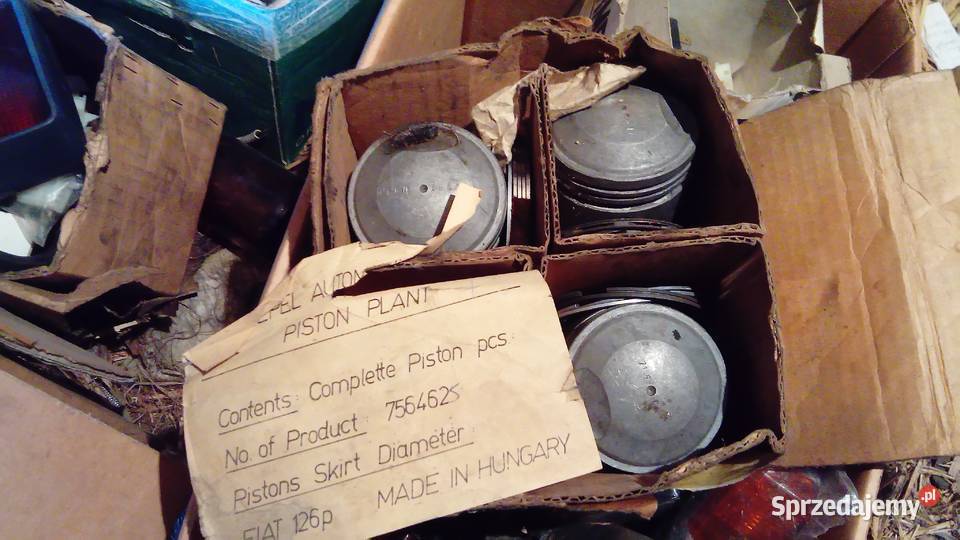 PISTON PLANT
Contents: Complette Piston pcs.
No. of Product: 7564625
Pistons Skirt Diameter:
FIAT 126p MADE IN HUNGARY
Sprzedajemy.pl